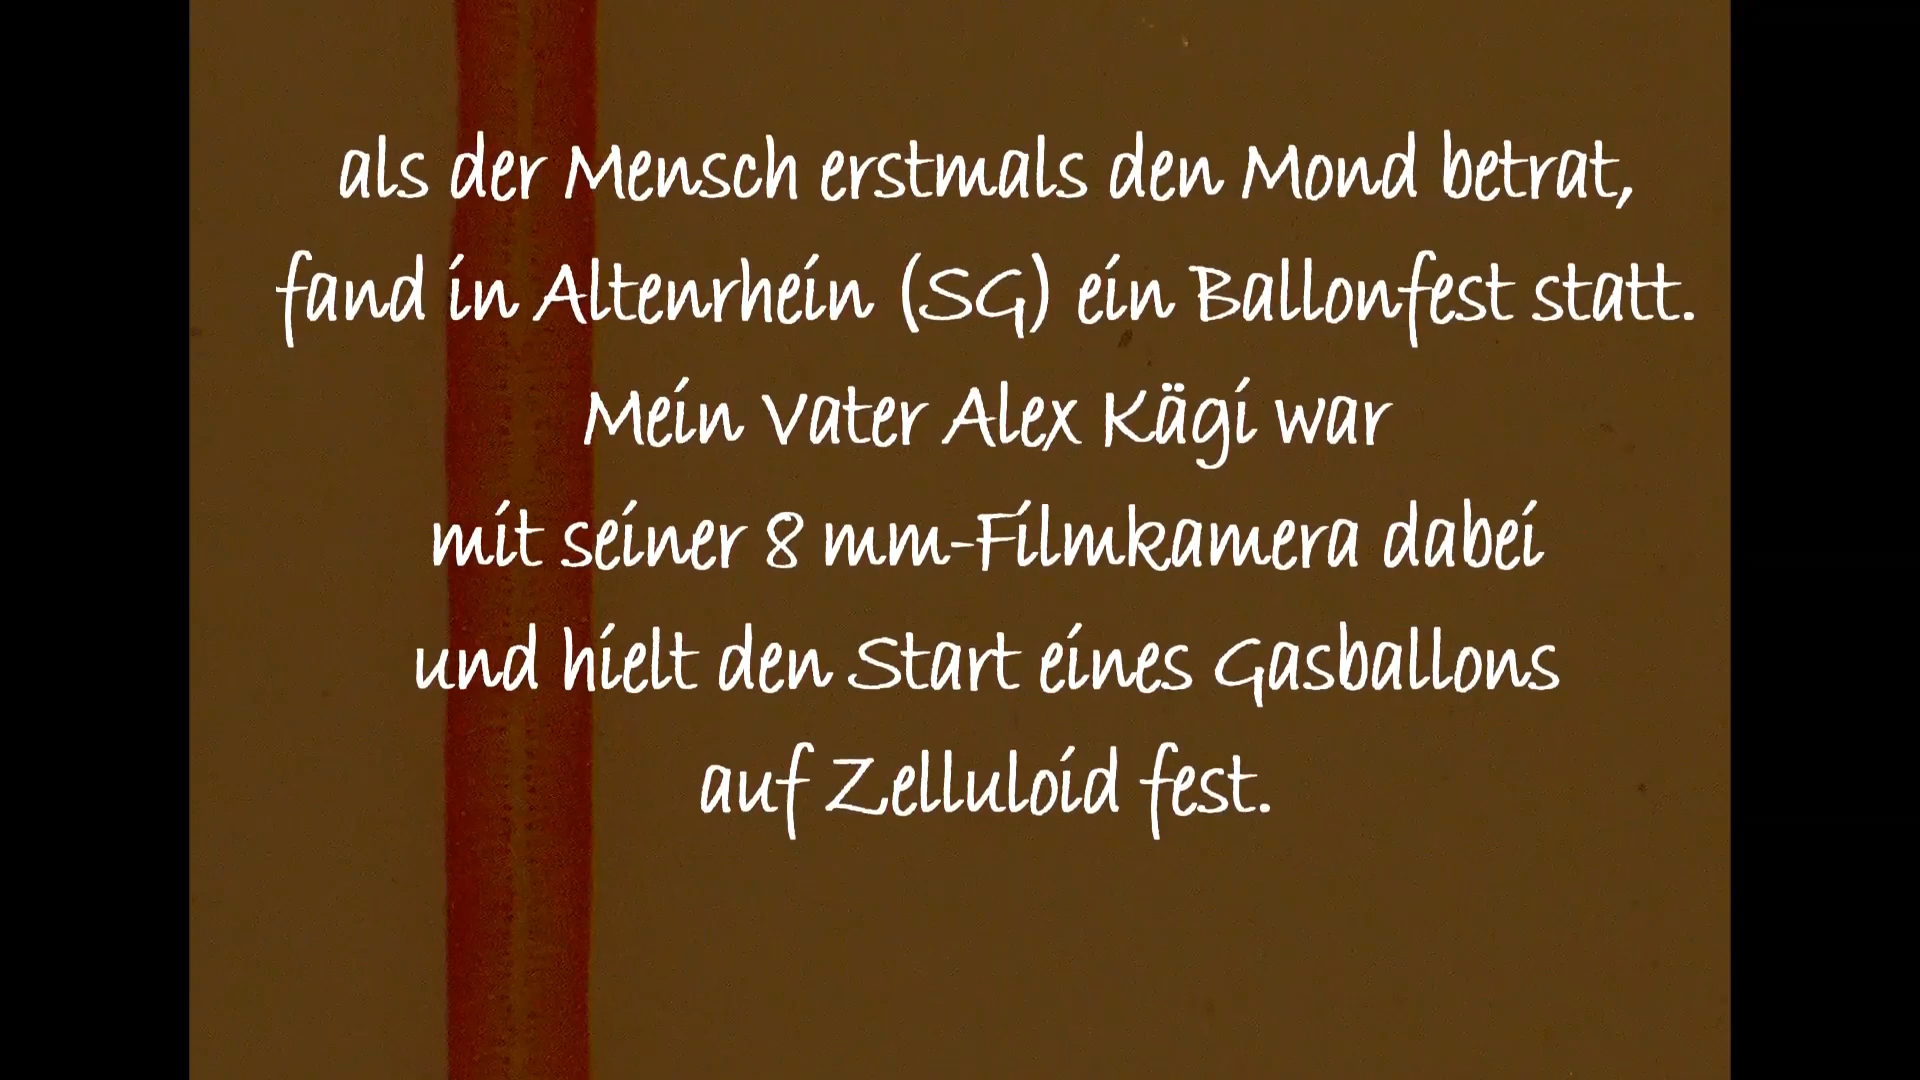 als der Mensch erstmals den Mond betrat,
fand in Altenrhein (SG) ein Ballonfest statt.
Mein Vater Alex Kägi war
mit seiner 8 mm-Filmkamera dabei
und hielt den Start eines Gasballons
auf Zelluloid fest.